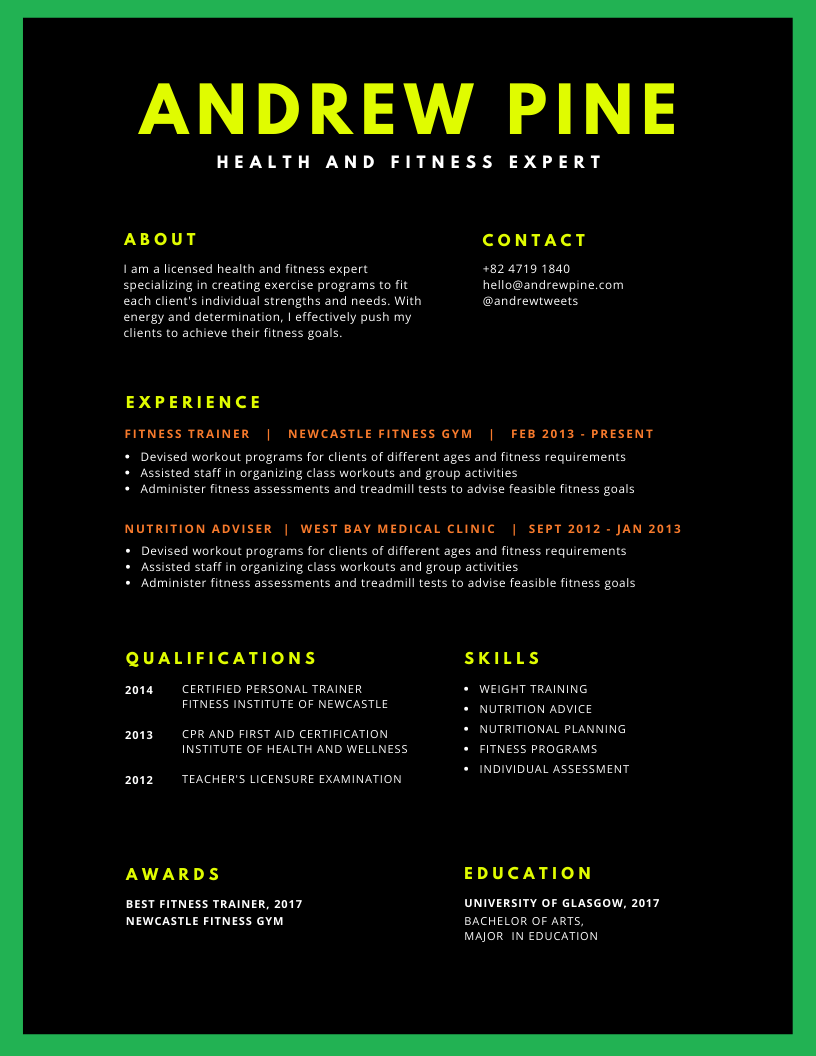 ANDREW PINE
HEALTH AND FITNESS EXPERT
ABOUT
I am a licensed health and fitness expert
specializing in creating exercise programs to fit
each client's individual strengths and needs. With
energy and determination, I effectively push my
clients to achieve their fitness goals.
CONTACT
+82 4719 1840
hello@andrewpine.com
@andrewtweets
EXPERIENCE
FITNESS TRAINER | NEWCASTLE FITNESS GYM | FEB 2013 - PRESENT
• Devised workout programs for clients of different ages and fitness requirements
• Assisted staff in organizing class workouts and group activities
• Administer fitness assessments and treadmill tests to advise feasible fitness goals
NUTRITION ADVISER | WEST BAY MEDICAL CLINIC | SEPT 2012 - JAN 2013
• Devised workout programs for clients of different ages and fitness requirements
• Assisted staff in organizing class workouts and group activities
• Administer fitness assessments and treadmill tests to advise feasible fitness goals
QUALIFICATIONS
2014 CERTIFIED PERSONAL TRAINER
FITNESS INSTITUTE OF NEWCASTLE
2013 CPR AND FIRST AID CERTIFICATION
INSTITUTE OF HEALTH AND WELLNESS
2012 TEACHER'S LICENSURE EXAMINATION
SKILLS
• WEIGHT TRAINING
• NUTRITION ADVICE
• NUTRITIONAL PLANNING
• FITNESS PROGRAMS
• INDIVIDUAL ASSESSMENT
AWARDS
BEST FITNESS TRAINER, 2017
NEWCASTLE FITNESS GYM
EDUCATION
UNIVERSITY OF GLASGOW, 2017
BACHELOR OF ARTS,
MAJOR IN EDUCATION